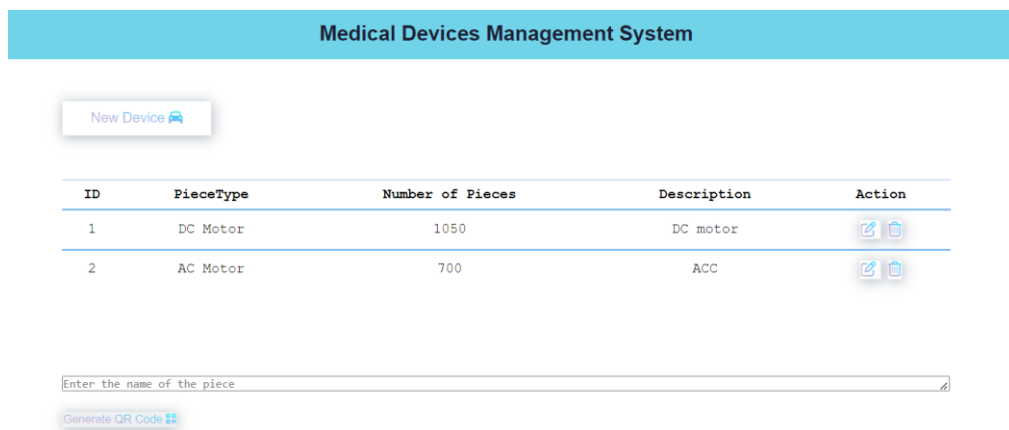 Medical Devices Management System
New Device
ID PieceType Number of Pieces Description Action
1 DC Motor 1050 DC motor
2 AC Motor 700 ACC
Enter the name of the piece
Generate QR Code